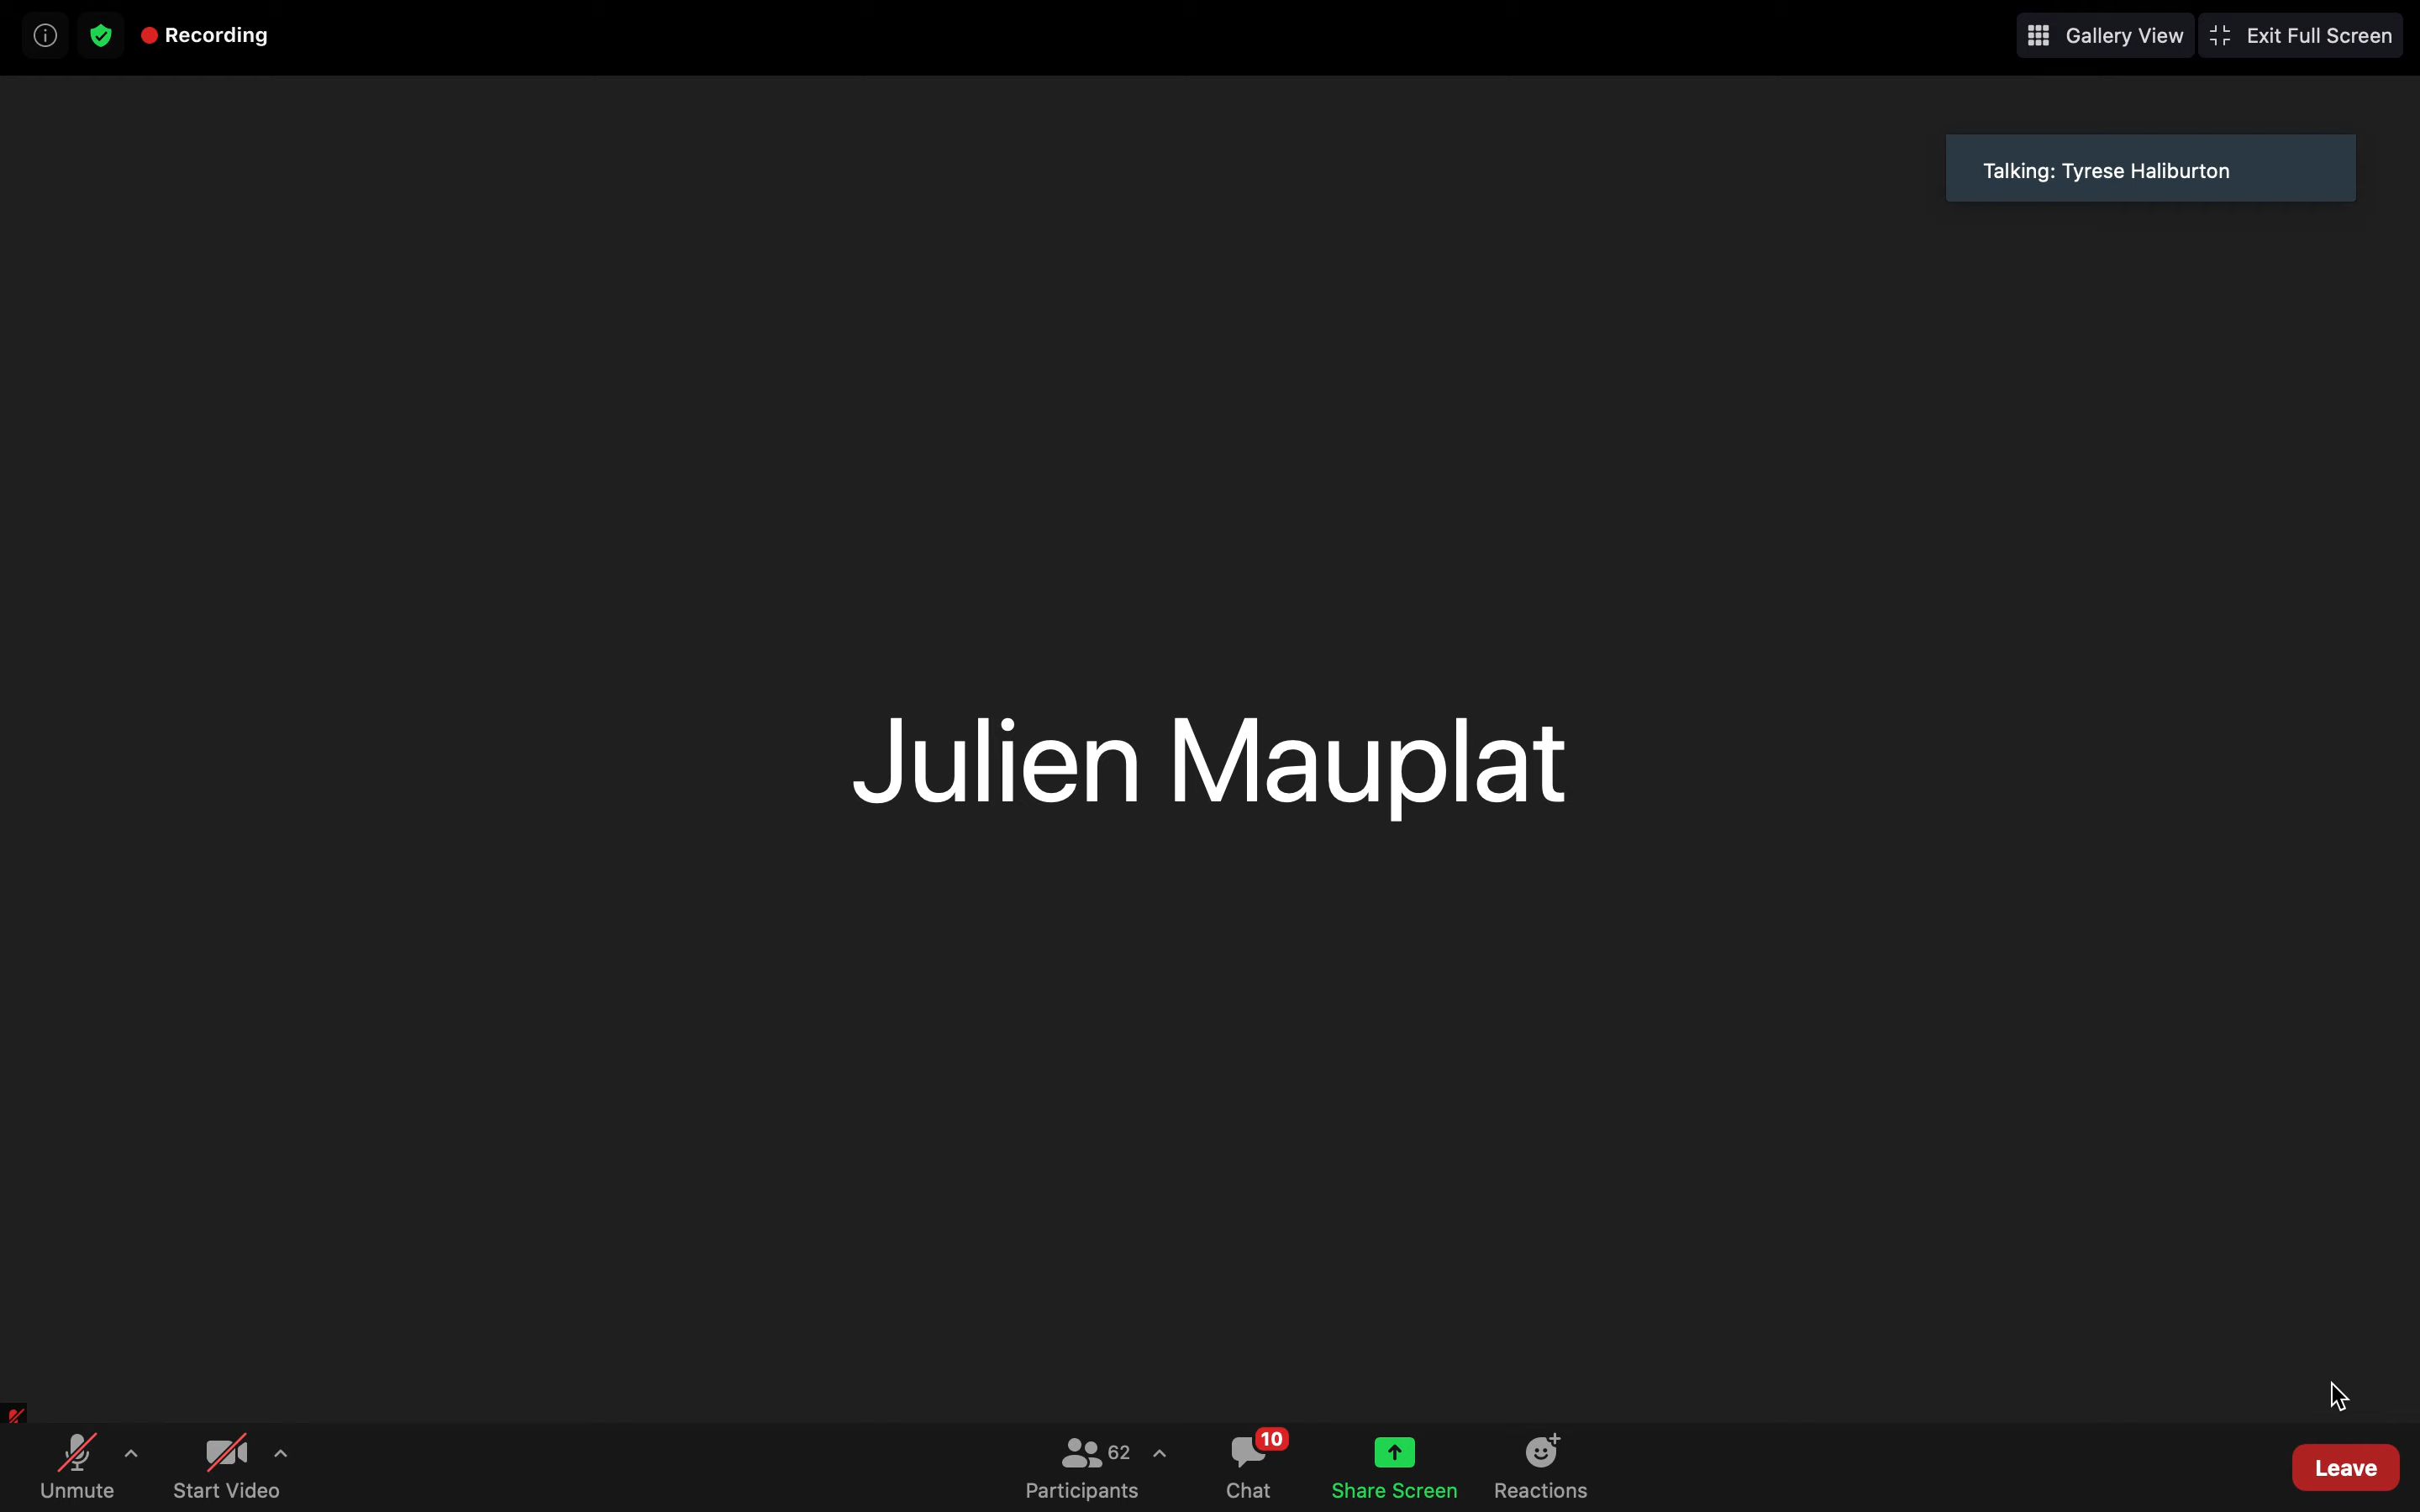 Recording
Gallery View
Exit Full Screen
Talking: Tyrese Haliburton
Julien Mauplat
62
10
Unmute
Start Video
Participants
Chat
Share Screen
Reactions
Leave